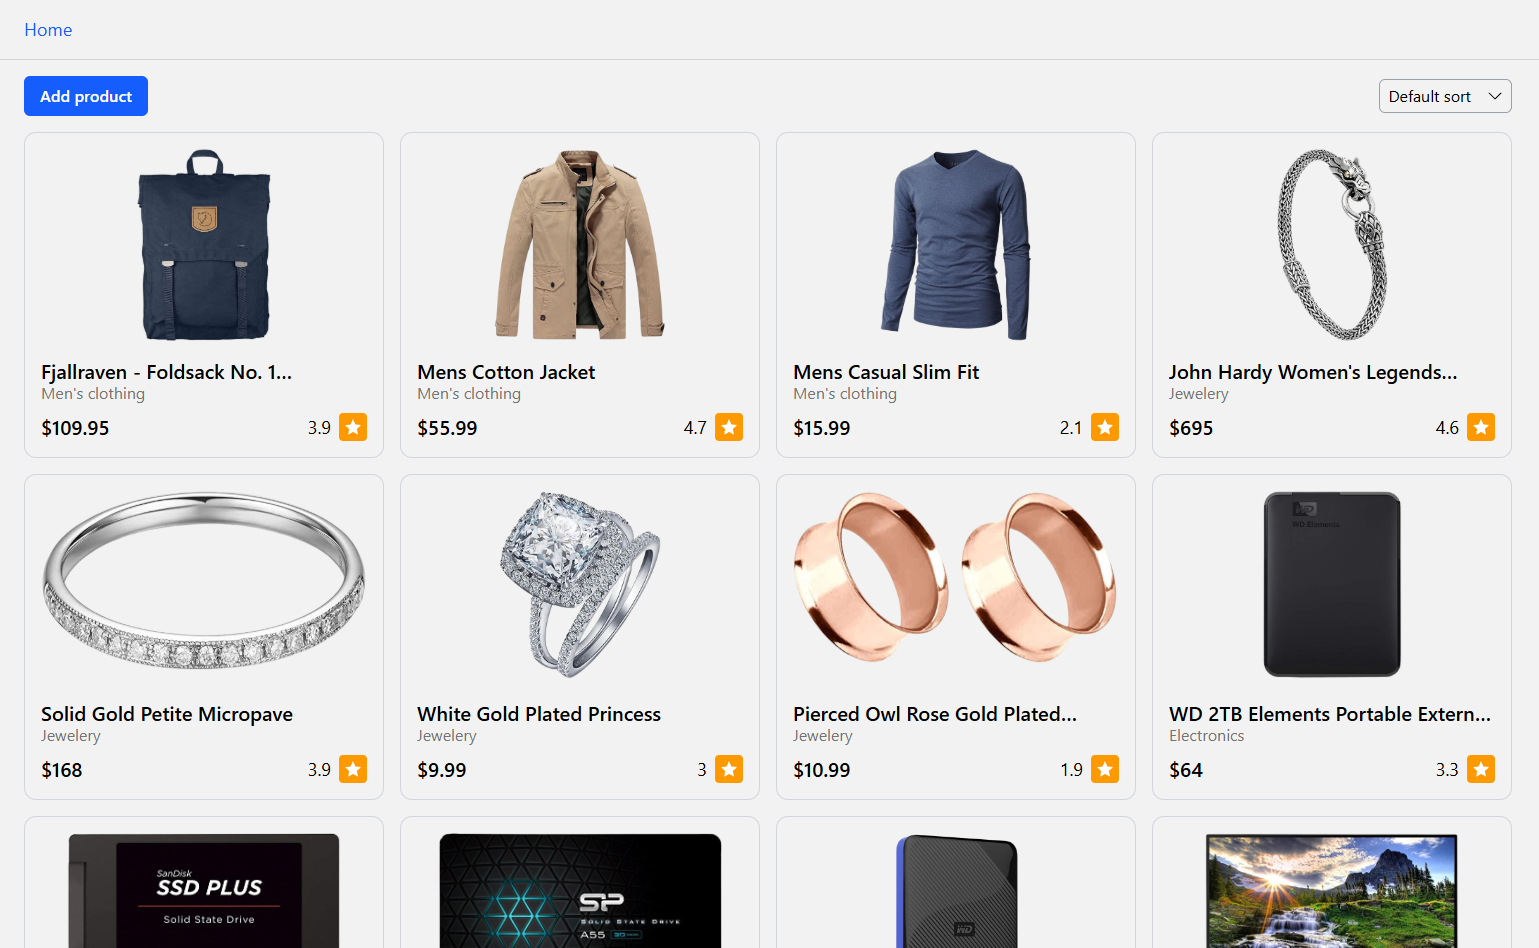 Home
Add product
Default sort
Fjallraven - Foldsack No. 1...
Men's clothing
$109.95
3.9
Mens Cotton Jacket
Men's clothing
$55.99
4.7
Mens Casual Slim Fit
Men's clothing
$15.99
2.1
John Hardy Women's Legends...
Jewelery
$695
4.6
WD
WD Elements
Solid Gold Petite Micropave
Jewelery
$168
3.9
White Gold Plated Princess
Jewelery
$9.99
3
Pierced Owl Rose Gold Plated...
Jewelery
$10.99
1.9
WD 2TB Elements Portable Extern...
Electronics
$64
3.3
SanDisk
SSD PLUS
Solid State Drive
SP
SOLID STATE DRIVE
A55
WD